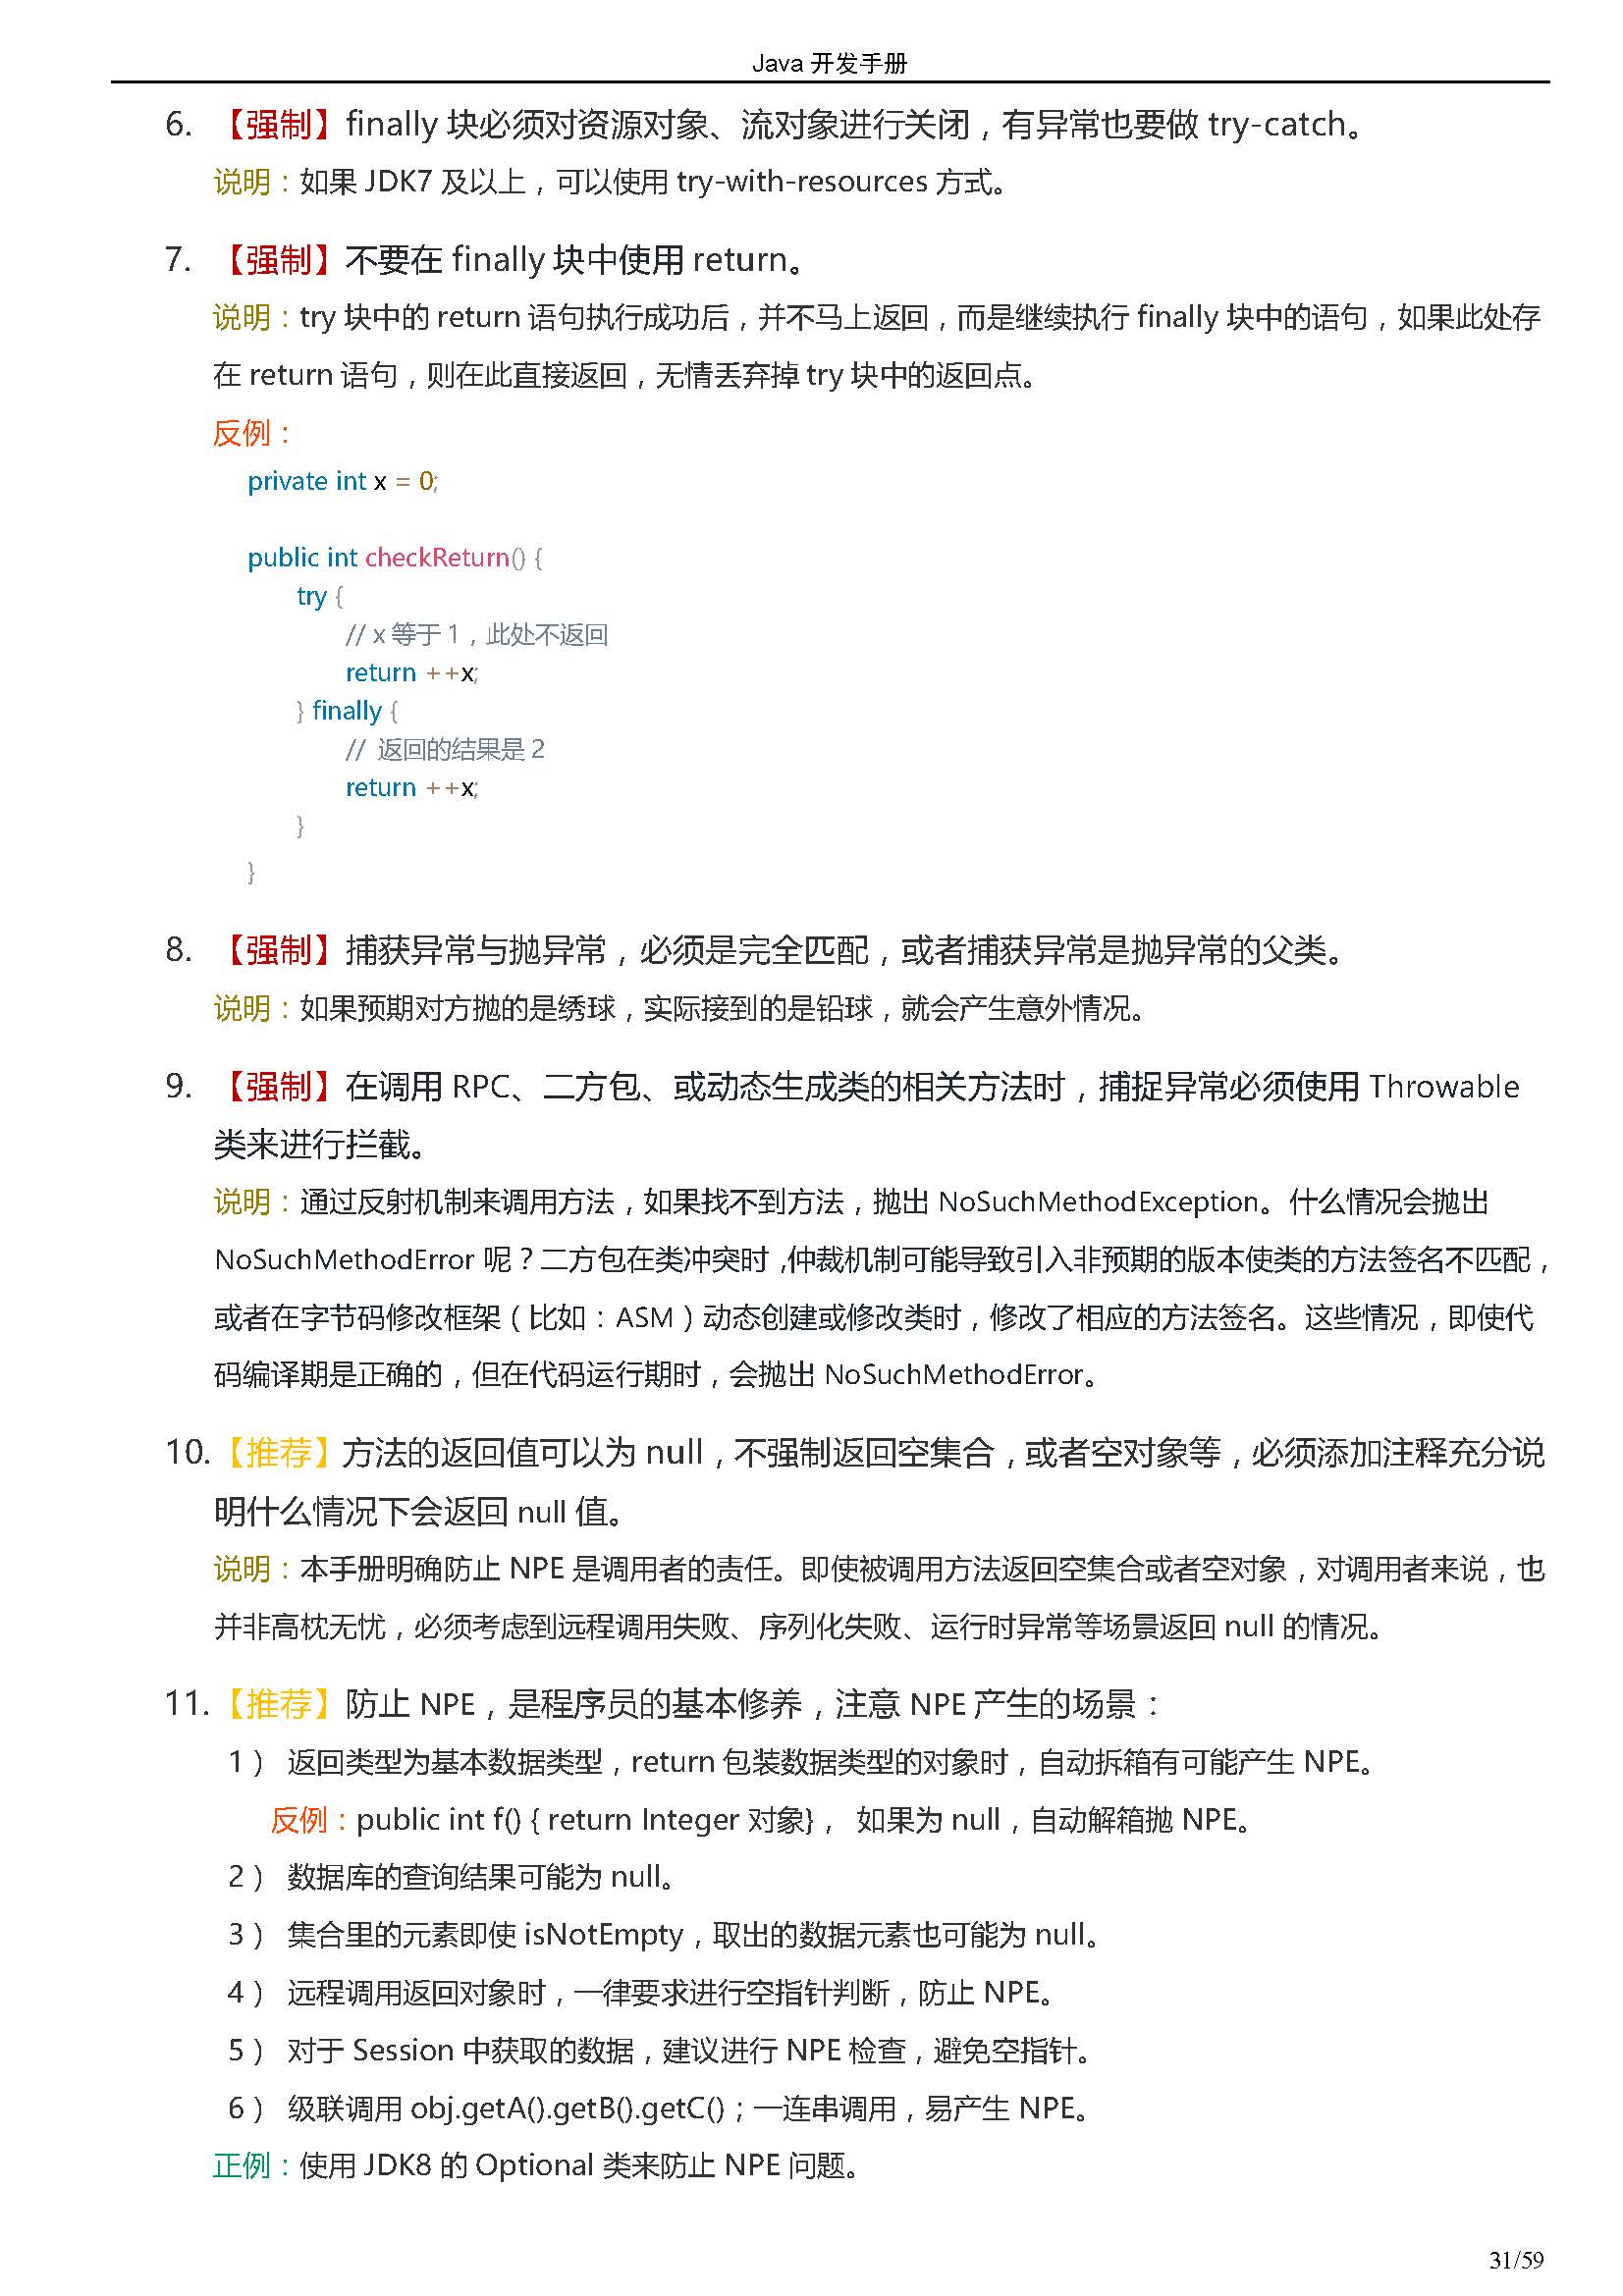 Java 开发手册
6. 【强制】finally 块必须对资源对象、流对象进行关闭，有异常也要做 try-catch。
说明：如果 JDK7 及以上，可以使用 try-with-resources 方式。
7. 【强制】不要在 finally 块中使用 return。
说明：try 块中的 return 语句执行成功后，并不马上返回，而是继续执行 finally 块中的语句，如果此处存
在 return 语句，则在此直接返回，无情丢弃掉 try 块中的返回点。
反例：
private int x = 0;
public int checkReturn() {
try {
// x 等于 1，此处不返回
return ++x;
} finally {
// 返回的结果是 2
return ++x;
}
}
8. 【强制】捕获异常与抛异常，必须是完全匹配，或者捕获异常是抛异常的父类。
说明：如果预期对方抛的是绣球，实际接到的是铅球，就会产生意外情况。
9. 【强制】在调用 RPC、二方包、或动态生成类的相关方法时，捕捉异常必须使用 Throwable
类来进行拦截。
说明：通过反射机制来调用方法，如果找不到方法，抛出 NoSuchMethodException。什么情况会抛出
NoSuchMethodError 呢？二方包在类冲突时，仲裁机制可能导致引入非预期的版本使类的方法签名不匹配，
或者在字节码修改框架（比如：ASM）动态创建或修改类时，修改了相应的方法签名。这些情况，即使代
码编译期是正确的，但在代码运行期时，会抛出 NoSuchMethodError。
10.【推荐】方法的返回值可以为 null，不强制返回空集合，或者空对象等，必须添加注释充分说
明什么情况下会返回 null 值。
说明：本手册明确防止 NPE 是调用者的责任。即使被调用方法返回空集合或者空对象，对调用者来说，也
并非高枕无忧，必须考虑到远程调用失败、序列化失败、运行时异常等场景返回 null 的情况。
11.【推荐】防止 NPE，是程序员的基本修养，注意 NPE 产生的场景：
1） 返回类型为基本数据类型，return 包装数据类型的对象时，自动拆箱有可能产生 NPE。
反例：public int f() { return Integer 对象}， 如果为 null，自动解箱抛 NPE。
2） 数据库的查询结果可能为 null。
3） 集合里的元素即使 isNotEmpty，取出的数据元素也可能为 null。
4） 远程调用返回对象时，一律要求进行空指针判断，防止 NPE。
5） 对于 Session 中获取的数据，建议进行 NPE 检查，避免空指针。
6） 级联调用 obj.getA().getB().getC()；一连串调用，易产生 NPE。
正例：使用 JDK8 的 Optional 类来防止 NPE 问题。
31/59